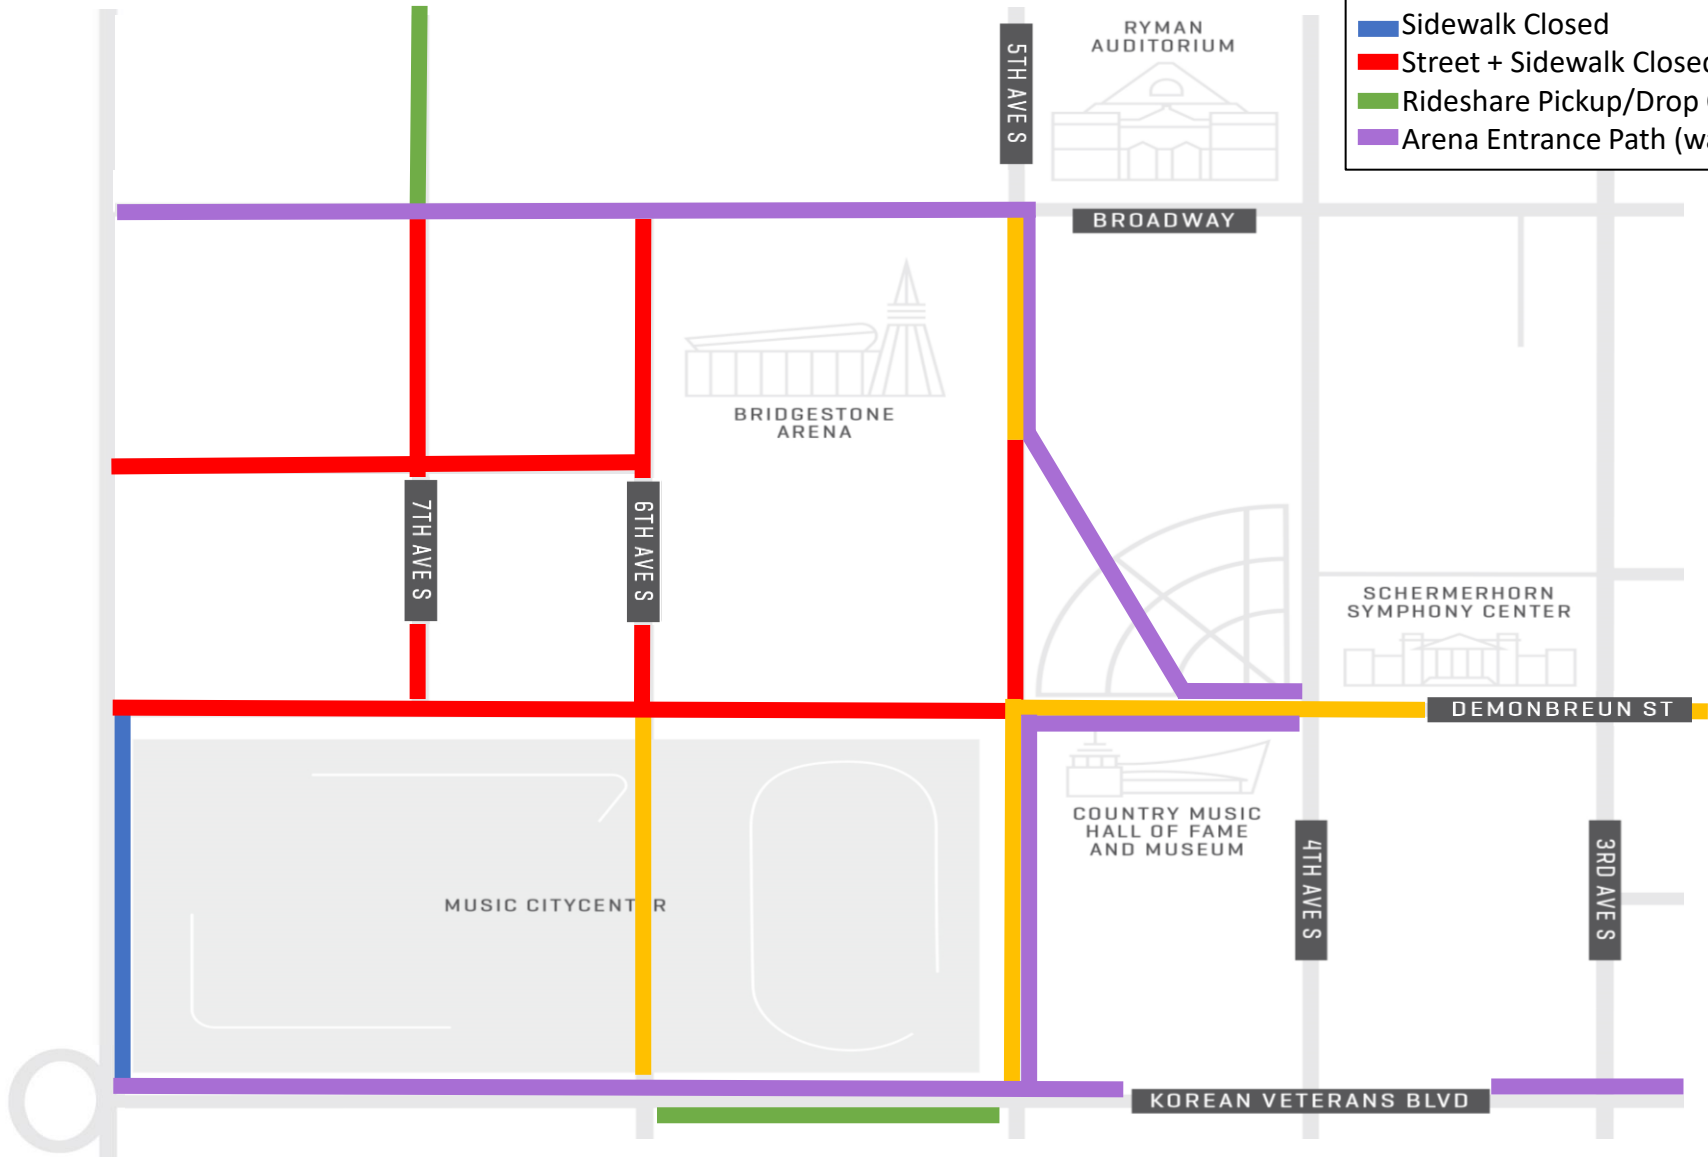 Sidewalk Closed
Street + Sidewalk Closed
Rideshare Pickup/Drop
Arena Entrance Path
5TH AVE S
RYMAN
AUDITORIUM
BROADWAY
BRIDGESTONE
ARENA
7TH AVE S
6TH AVE S
SCHERMERHORN
SYMPHONY CENTER
DEMONBREUN ST
COUNTRY MUSIC
HALL OF FAME
AND MUSEUM
4TH AVE S
3RD AVE S
MUSIC CITYCENT R
KOREAN VETERANS BLVD